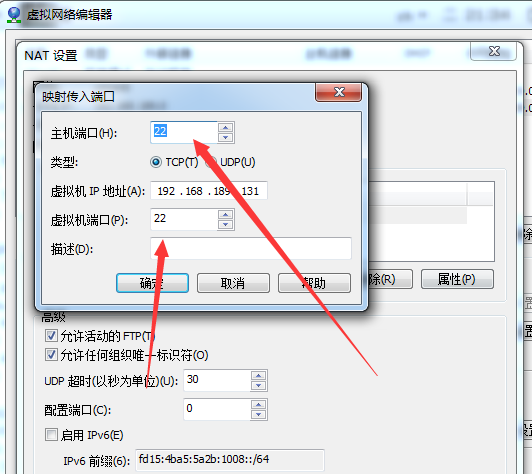 虚拟网络编辑器
NAT 设置
映射传入端口
主机端口(H): 22
类型: TCP(T) UDP(U)
虚拟机 IP 地址(A): 192 .168 .189 .131
虚拟机端口(P): 22
描述(D):
确定 取消 帮助
除(R) 属性(P)
高级
允许活动的 FTP(T)
允许任何组织唯一标识符(O)
UDP 超时(以秒为单位)(U): 30
配置端口(C): 0
启用 IPv6(E)
IPv6 前缀(6): fd15:4ba5:5a2b:1008::/64